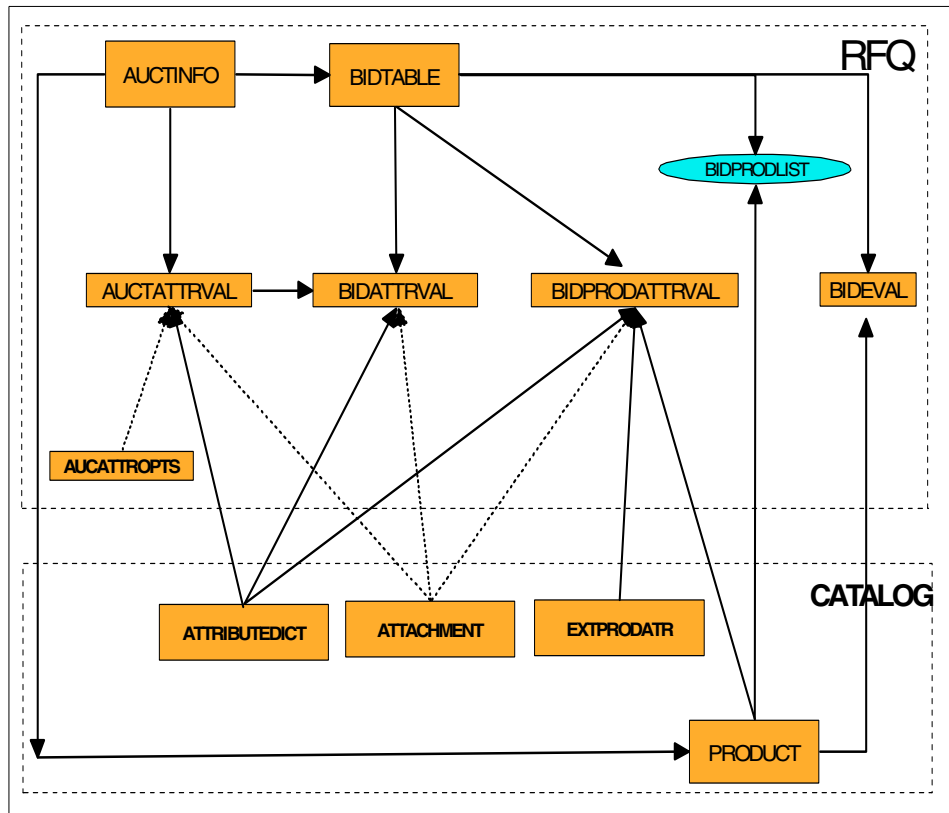 RFQ
AUCTINFO
BIDTABLE
BIDPRODLIST
AUCTATTRVAL
BIDATTRVAL
BIDPRODATTRVAL
BIDEVAL
AUCATTROPTS
CATALOG
ATTRIBUTEDICT
ATTACHMENT
EXTPRODATR
PRODUCT